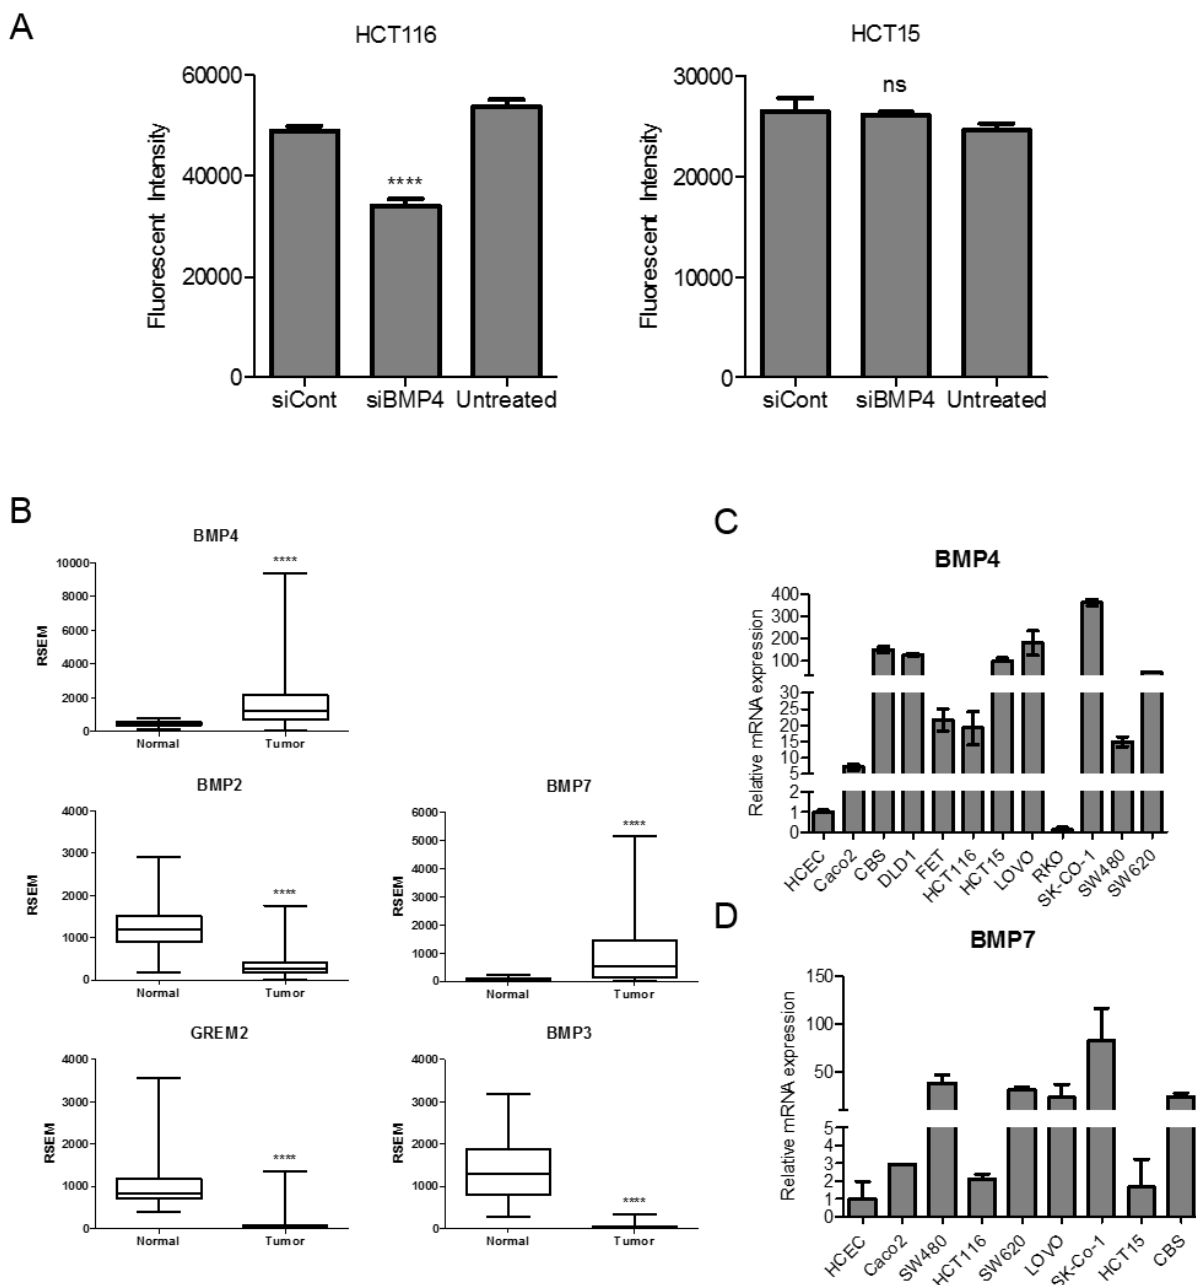 A
HCT116
Fluorescent Intensity
60000
40000
20000
0
****
siCont siBMP4 Untreated
HCT15
Fluorescent Intensity
30000
20000
10000
0
ns
siCont siBMP4 Untreated
B
BMP4
RSEM
10000
8000
6000
4000
2000
0
****
Normal Tumor
BMP2
RSEM
4000
3000
2000
1000
0
****
Normal Tumor
BMP7
RSEM
6000
5000
4000
3000
2000
1000
0
****
Normal Tumor
GREM2
RSEM
4000
3000
2000
1000
0
****
Normal Tumor
BMP3
RSEM
4000
3000
2000
1000
0
****
Normal Tumor
C
BMP4
Relative mRNA expression
400
300
200
100
30
25
20
15
10
5
2
1
0
HCEC Caco2 CBS DLD1 FET HCT116 HCT15 LOVO RKO SK-CO-1 SW480 SW620
D
BMP7
Relative mRNA expression
150
100
50
5
4
3
2
1
0
HCEC Caco2 SW480 HCT116 SW620 LOVO SK-Co-1 HCT15 CBS